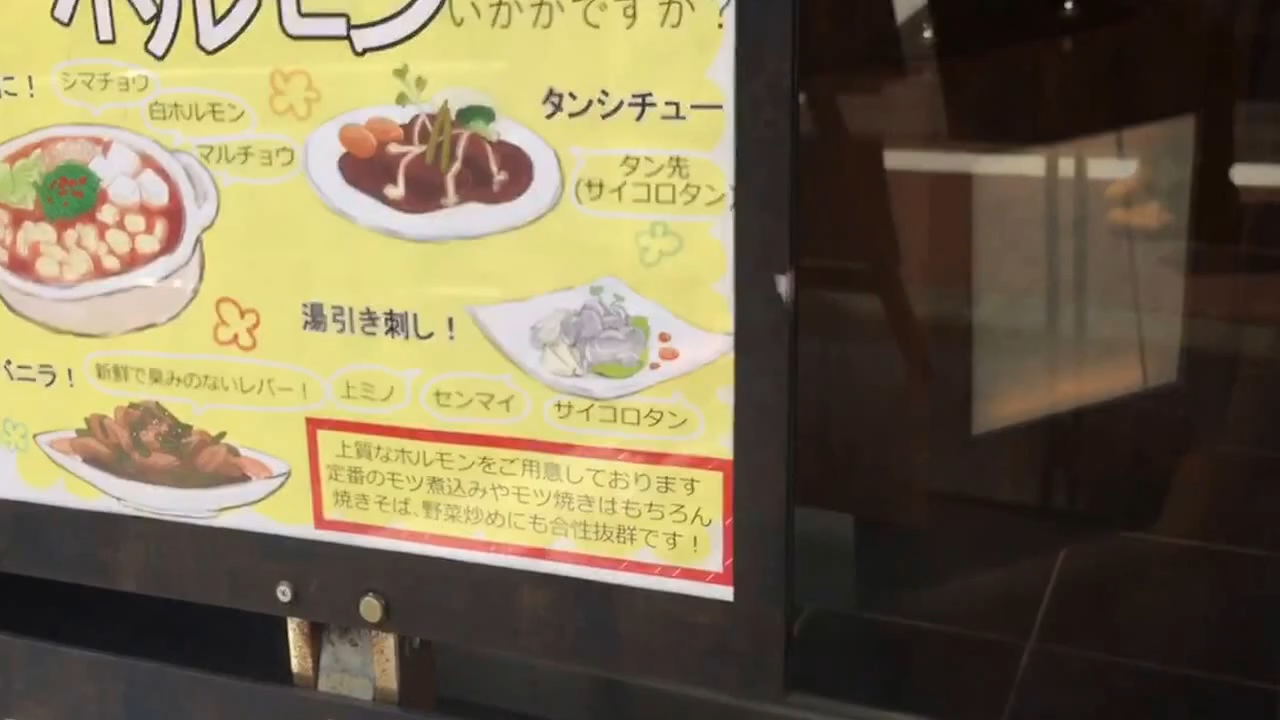 ホルモン
いかがですか?
に!
シマチョウ
白ホルモン
マルチョウ
タンシチュー
タン先
(サイコロタン)
湯引き刺し!
バニラ!
新鮮で臭みのないレバー!
上ミノ
センマイ
サイコロタン
上質なホルモンをご用意しております
定番のモツ煮込みやモツ焼きはもちろん
焼きそば、野菜炒めにも合性抜群です!